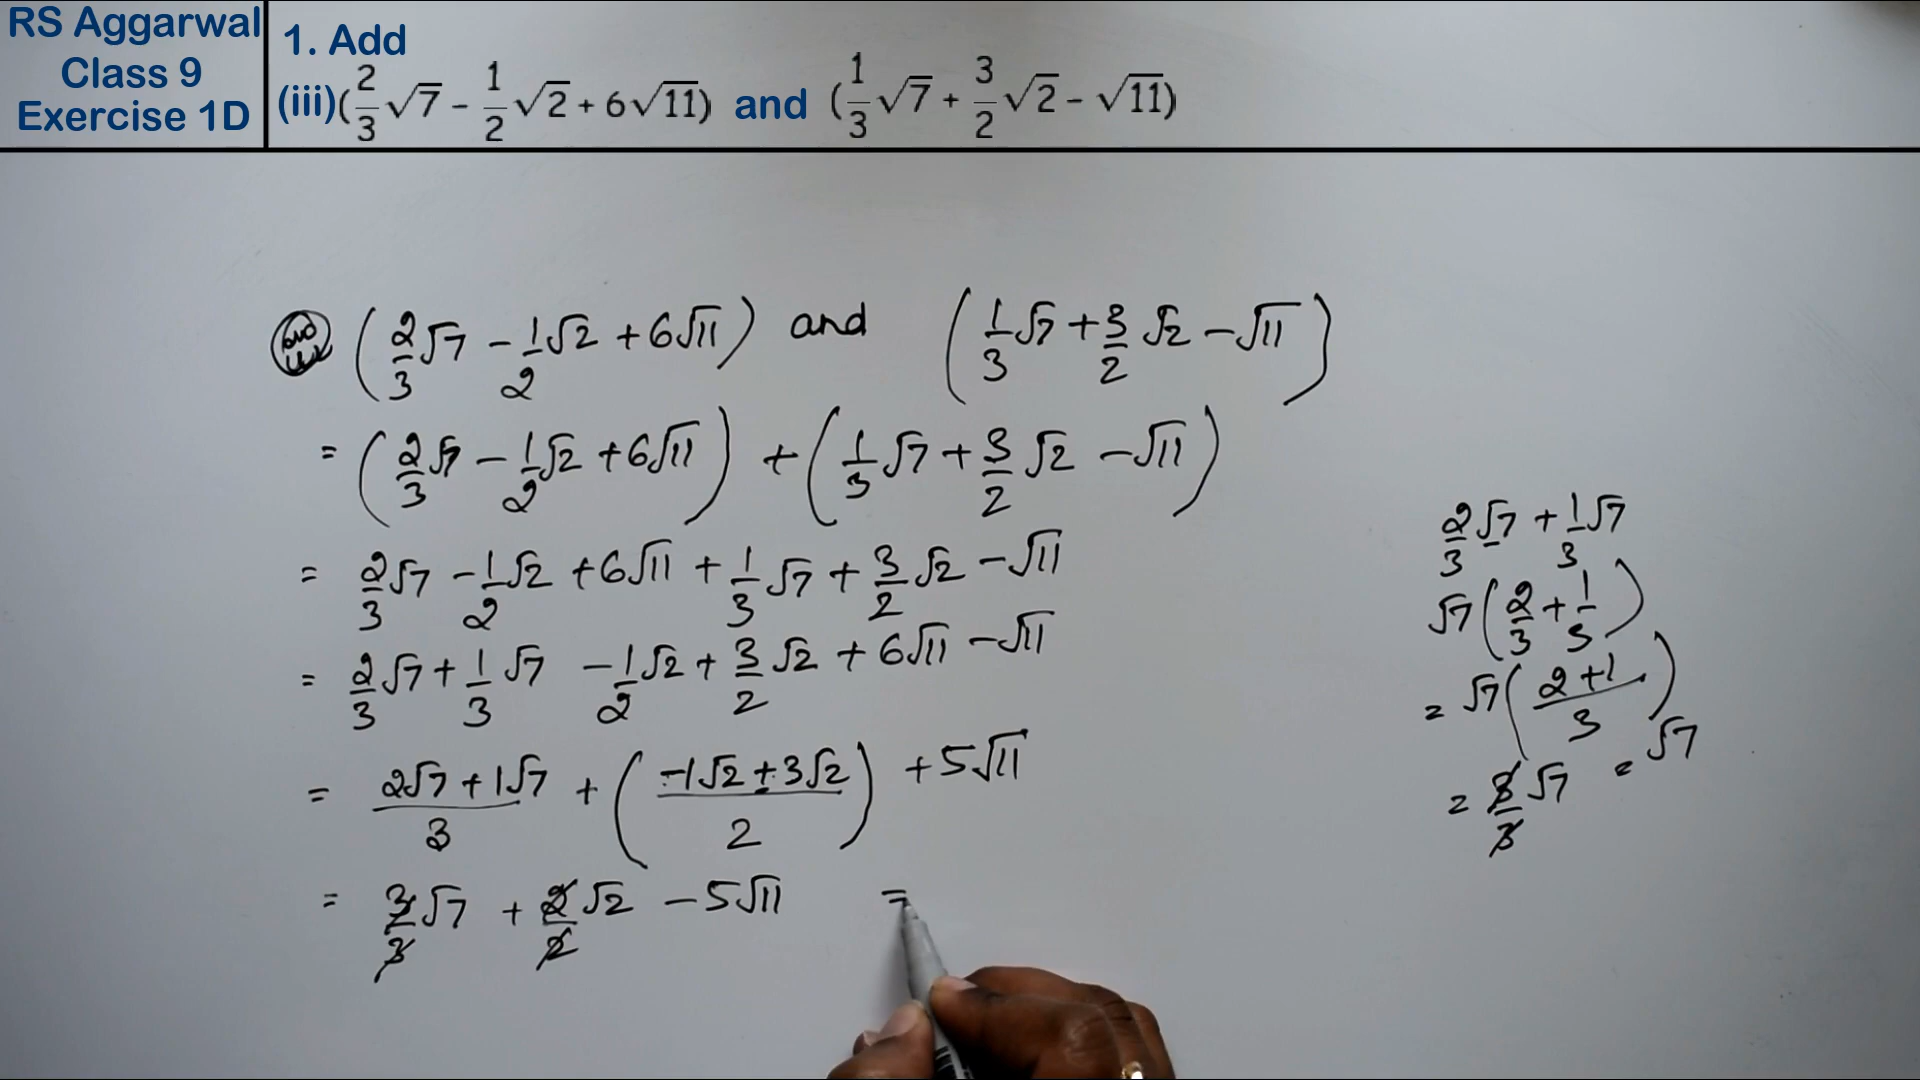 RS Aggarwal
Class 9
Exercise 1D
1. Add
(iii)(2/3√7 - 1/2√2 + 6√11) and (1/3√7 + 3/2√2 - √11)
(2/3√7 - 1/2√2 + 6√11) and (1/3√7 + 3/2√2 - √11)
= (2/3√7 - 1/2√2 + 6√11) + (1/3√7 + 3/2√2 - √11)
= 2/3√7 - 1/2√2 + 6√11 + 1/3√7 + 3/2√2 - √11
= 2/3√7 + 1/3√7 - 1/2√2 + 3/2√2 + 6√11 - √11
= 2√7 + 1√7/3 + (-1√2 + 3√2/2) + 5√11
= 3/3√7 + 2/2√2 - 5√11 =
2/3√7 + 1/3√7
√7(2/3 + 1/3)
= √7(2+1/3)
= 3/3√7 = √7